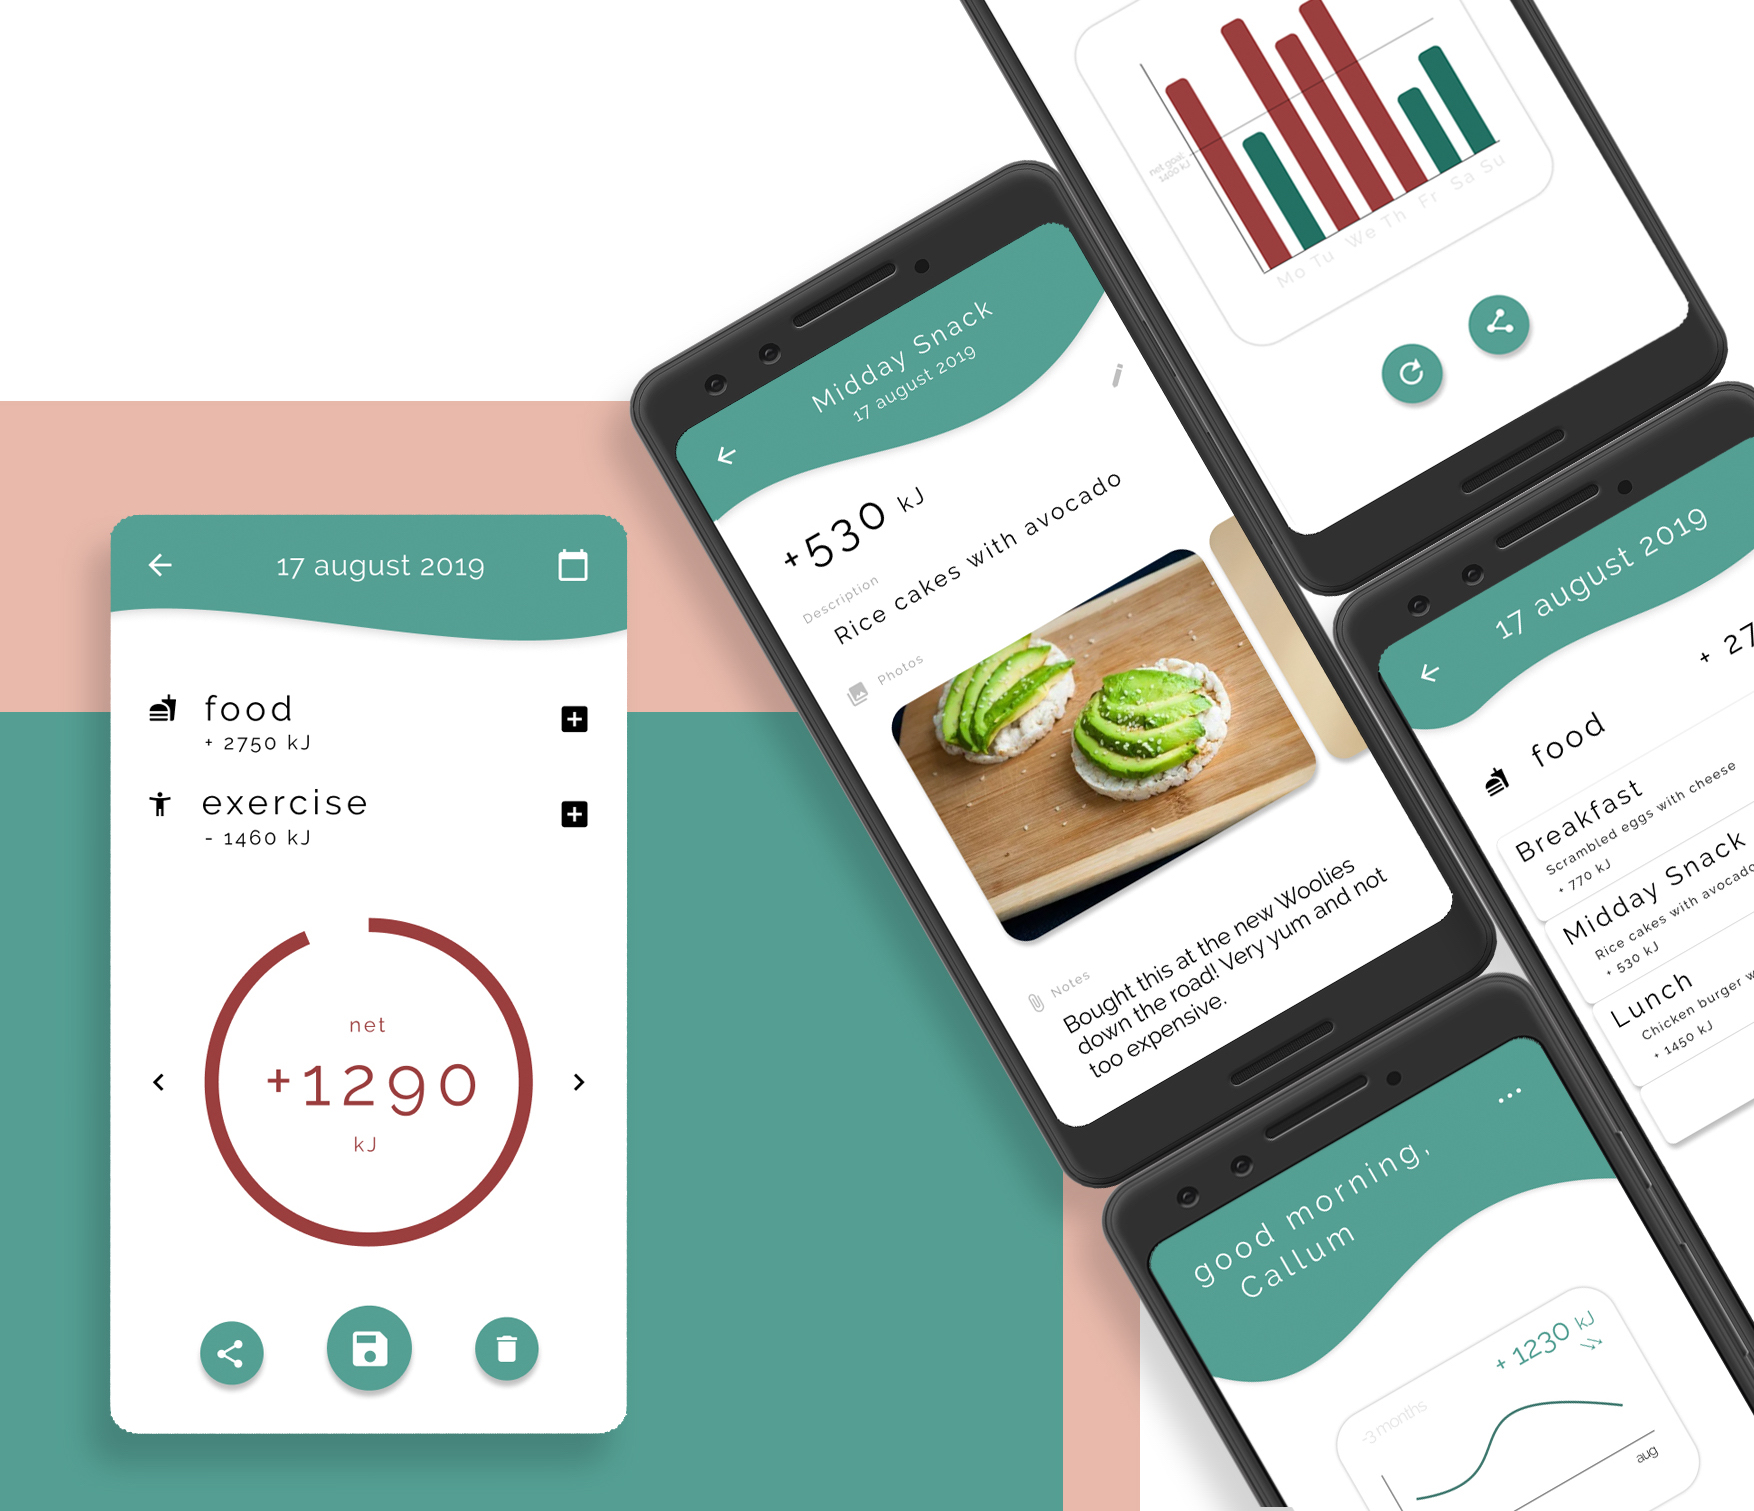 17 august 2019
food
+ 2750 kJ
exercise
- 1460 kJ
net
+1290
kJ
Midday Snack
17 august 2019
+530 kJ
Description
Rice cakes with avocado
Photos
Notes
Bought this at the new Woolies
down the road! Very yum and not
too expensive.
net goal:
1400 kJ
Mo Tu We Th Fr Sa Su
17 august 2019
+ 27
food
Breakfast
Scrambled eggs with cheese
+ 770 kJ
Midday Snack
Rice cakes with avocado
+ 530 kJ
Lunch
Chicken burger w
+ 1450 kJ
good morning,
Callum
+ 1230 kJ
-3 months
aug